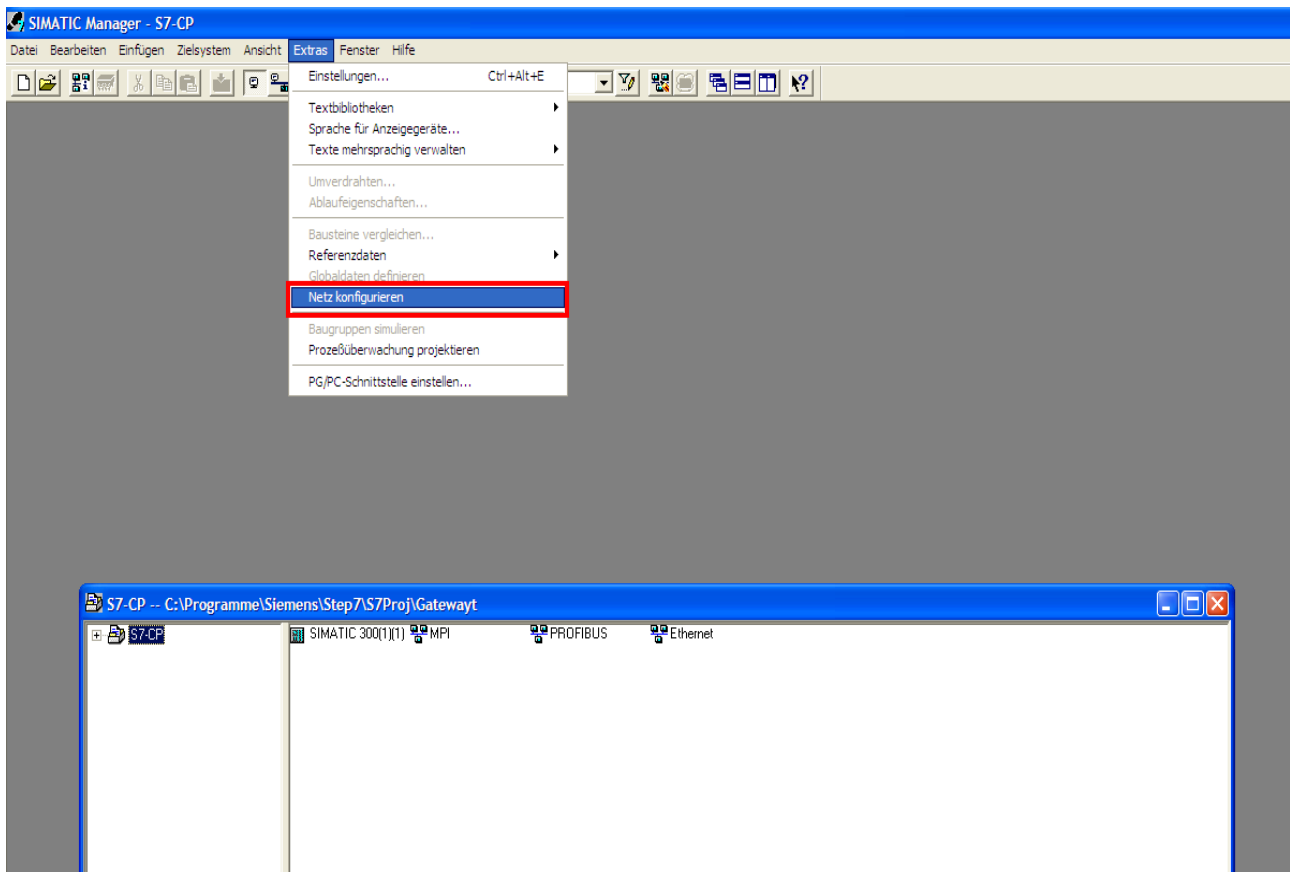 SIMATIC Manager - S7-CP
Datei Bearbeiten Einfügen Zielsystem Ansicht Extras Fenster Hilfe
Einstellungen... Ctrl+Alt+E
Textbibliotheken
Sprache für Anzeigegeräte...
Texte mehrsprachig verwalten
Umverdrahten...
Ablaufeigenschaften...
Bausteine vergleichen...
Referenzdaten
Globaldaten definieren
Netz konfigurieren
Baugruppen simulieren
Prozeßüberwachung projektieren
PG/PC-Schnittstelle einstellen...
S7-CP -- C:\Programme\Siemens\Step7\S7Proj\Gatewayt
S7-CP SIMATIC 300(1)(1) MPI PROFIBUS Ethernet